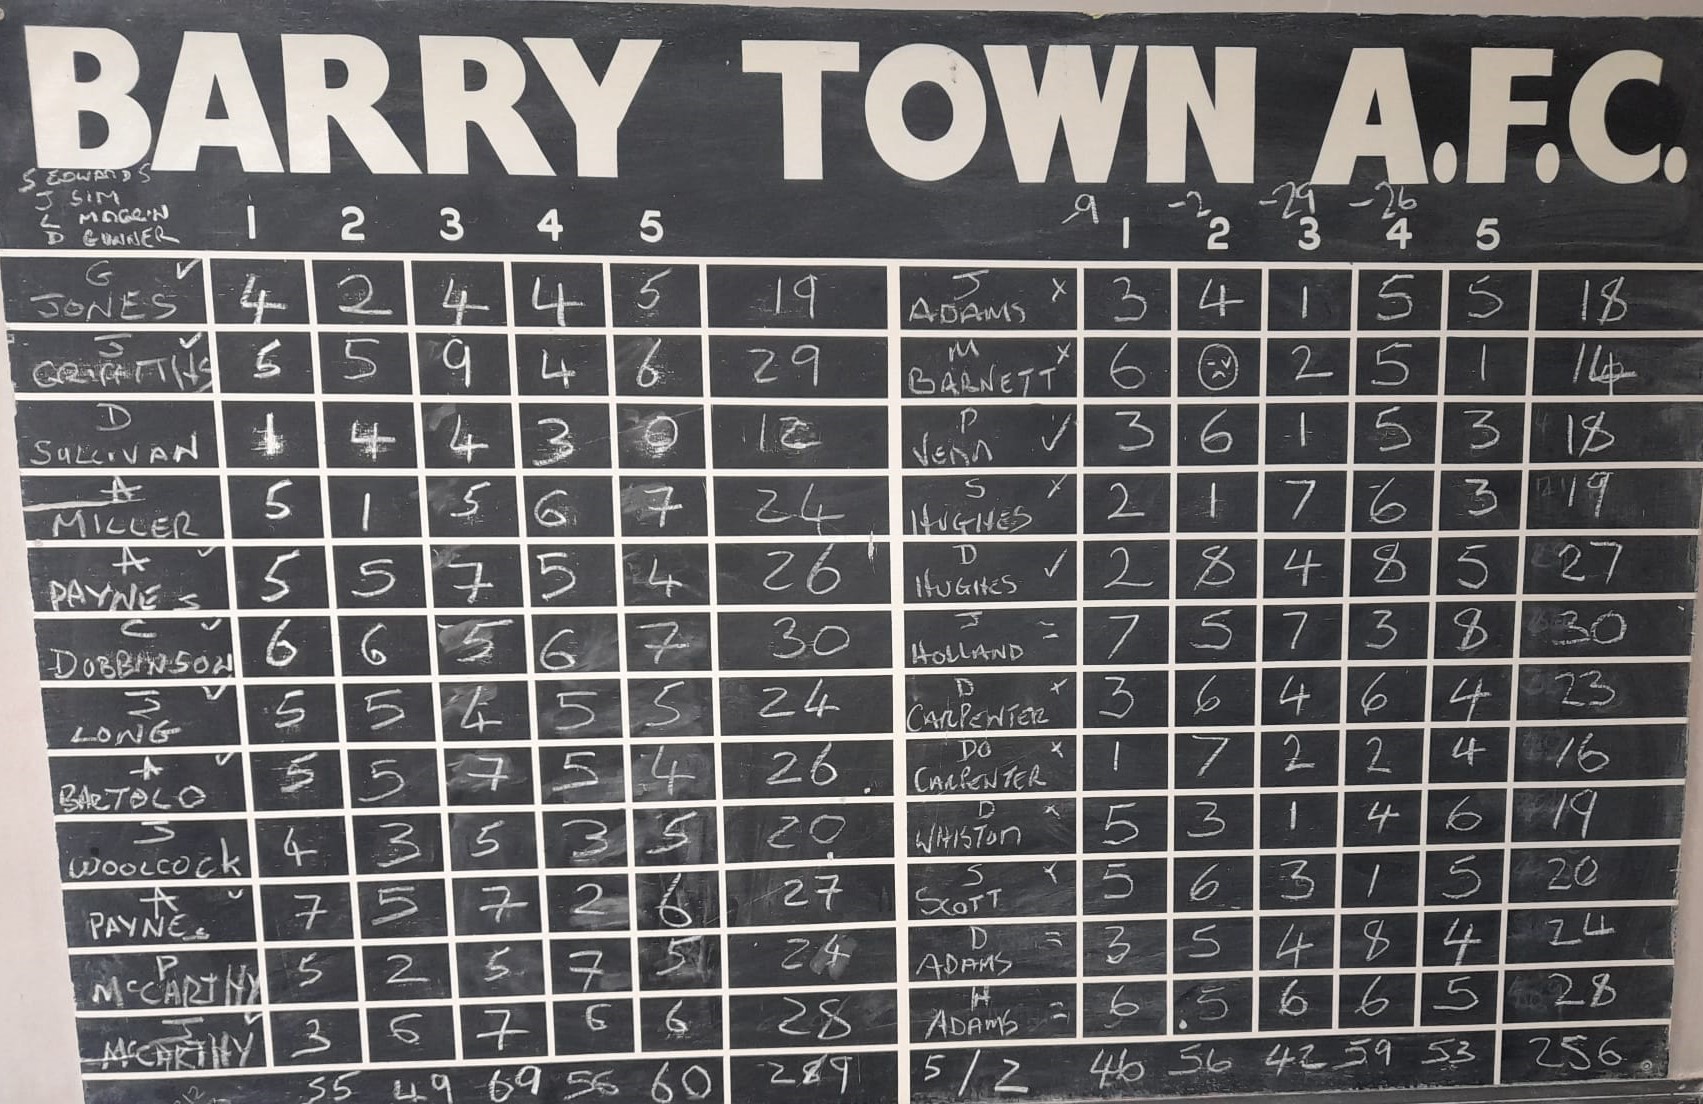 BARRY TOWN A.F.C.
S EDWARDS
J SIM
L MAGRIN
D GUNNER
1 2 3 4 5
-9 -2 -29 -26
1 2 3 4 5
G JONES ✓ 4 2 4 4 5 19
J ADAMS x 3 4 1 5 5 18
J GRIFFITHS ✓ 5 5 9 4 6 29
M BARNETT x 6 2 5 1 14
D SULLIVAN 1 4 4 3 0 12
P VENN ✓ 3 6 1 5 3 18
A MILLER 5 1 5 6 7 24
S HUGHES x 2 1 7 6 3 19
A PAYNE S ✓ 5 5 7 5 4 26
D HUGHES ✓ 2 8 4 8 5 27
C DOBBINSON ✓ 6 6 5 6 7 30
J HOLLAND = 7 5 7 3 8 30
J LONG ✓ 5 5 4 5 5 24
D CARPENTER x 3 6 4 6 4 23
A BARTOLO ✓ 5 5 7 5 4 26
DO CARPENTER x 1 7 2 2 4 16
J WOOLCOCK 4 3 5 3 5 20
D WHISTON x 5 3 1 4 6 19
A PAYNE ✓ 7 5 7 2 6 27
S SCOTT x 5 6 3 1 5 20
P McCARTHY 5 2 5 7 5 24
D ADAMS = 3 5 4 8 4 24
J McCARTHY ✓ 3 6 7 6 6 28
H ADAMS = 6 5 6 6 5 28
55 49 69 56 60 289
5/2 46 56 42 59 53 256